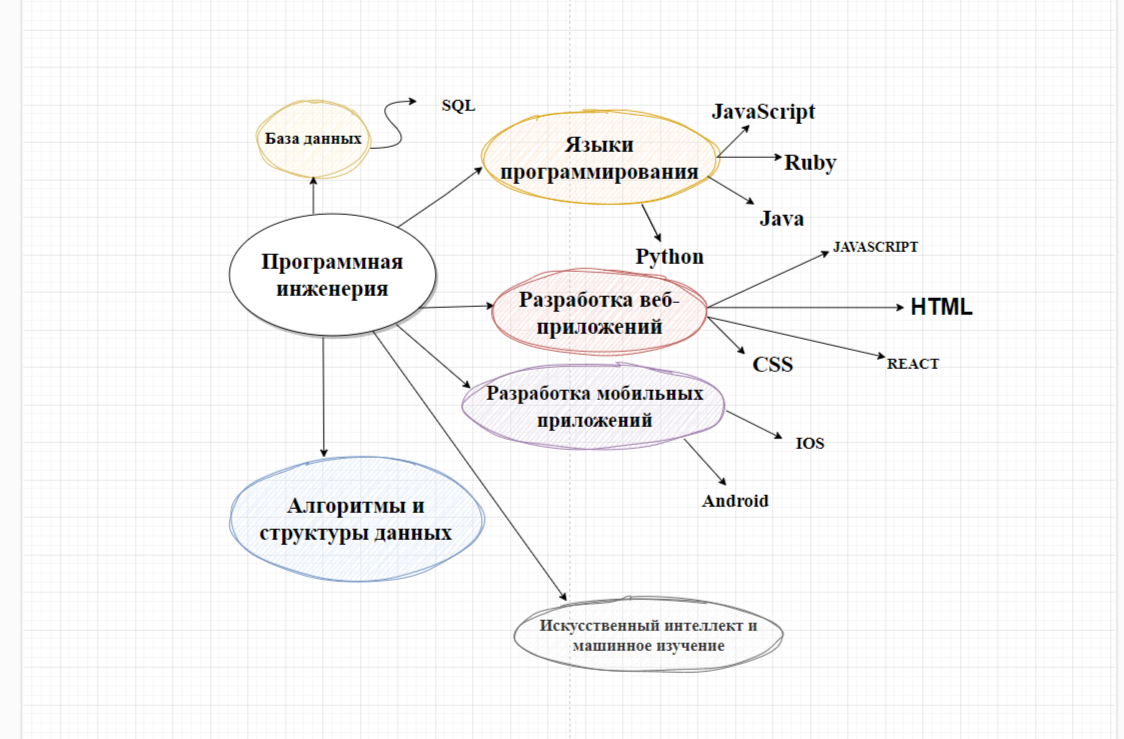 База данных
SQL
Языки
программирования
JavaScript
Ruby
Java
Python
Программная
инженерия
Разработка веб-
приложений
JAVASCRIPT
HTML
REACT
CSS
Разработка мобильных
приложений
IOS
Android
Алгоритмы и
структуры данных
Искусственный интеллект и
машинное изучение